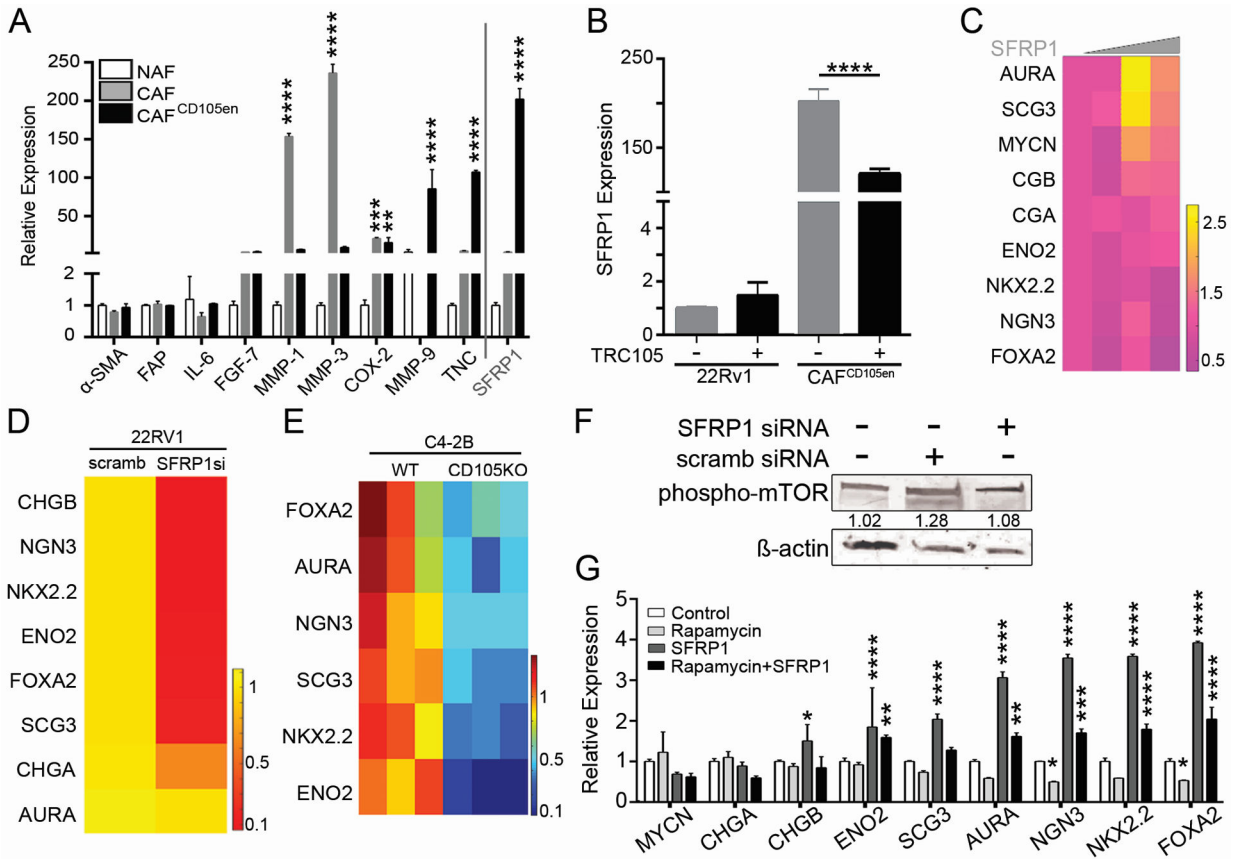 A
NAF
CAF
CAF^CD105en
Relative Expression
250
200
150
100
50
2
1
0
****
****
***
**
****
****
****
α-SMA
FAP
IL-6
FGF-7
MMP-1
MMP-3
COX-2
MMP-9
TNC
SFRP1
B
SFRP1 Expression
250
150
4
2
0
****
TRC105
- + - +
22Rv1
CAF^CD105en
C
SFRP1
AURA
SCG3
MYCN
CGB
CGA
ENO2
NKX2.2
NGN3
FOXA2
2.5
1.5
0.5
D
22RV1
scramb SFRP1si
CHGB
NGN3
NKX2.2
ENO2
FOXA2
SCG3
CHGA
AURA
1
0.5
0.1
E
C4-2B
WT CD105KO
FOXA2
AURA
NGN3
SCG3
NKX2.2
ENO2
1
0.5
0.1
F
SFRP1 siRNA - - +
scramb siRNA - + -
phospho-mTOR
1.02 1.28 1.08
ß-actin
G
Control
Rapamycin
SFRP1
Rapamycin+SFRP1
Relative Expression
5
4
3
2
1
0
*
****
**
****
****
**
*
****
***
****
****
*
****
****
MYCN
CHGA
CHGB
ENO2
SCG3
AURA
NGN3
NKX2.2
FOXA2